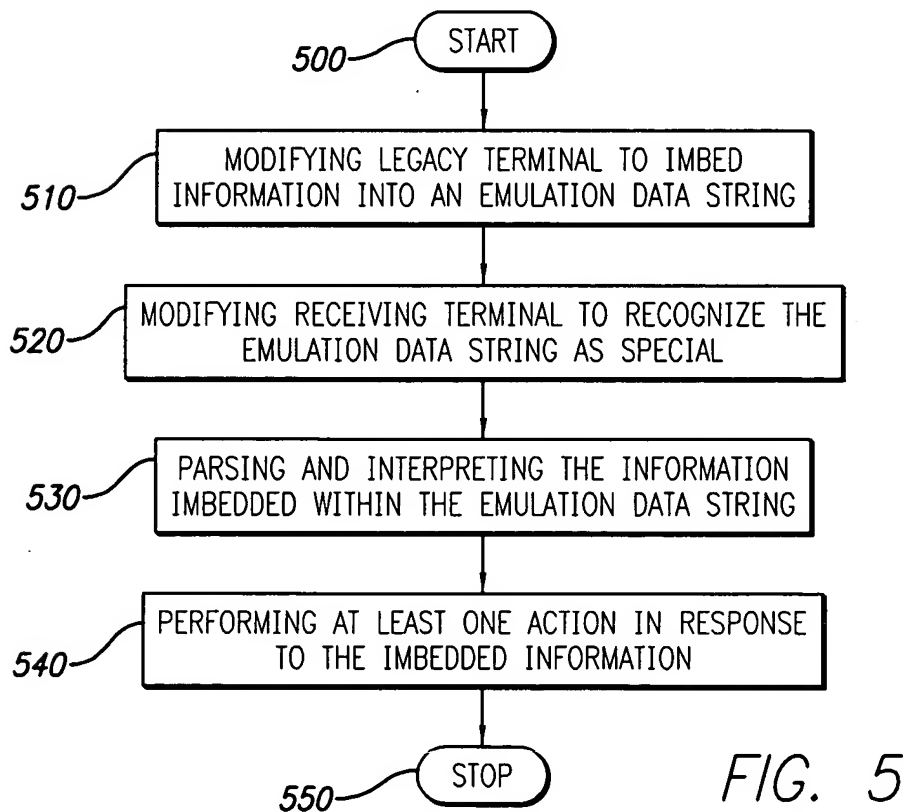 500
START
510
MODIFYING LEGACY TERMINAL TO IMBED
INFORMATION INTO AN EMULATION DATA STRING
520
MODIFYING RECEIVING TERMINAL TO RECOGNIZE THE
EMULATION DATA STRING AS SPECIAL
530
PARSING AND INTERPRETING THE INFORMATION
IMBEDDED WITHIN THE EMULATION DATA STRING
540
PERFORMING AT LEAST ONE ACTION IN RESPONSE
TO THE IMBEDDED INFORMATION
550
STOP
FIG. 5